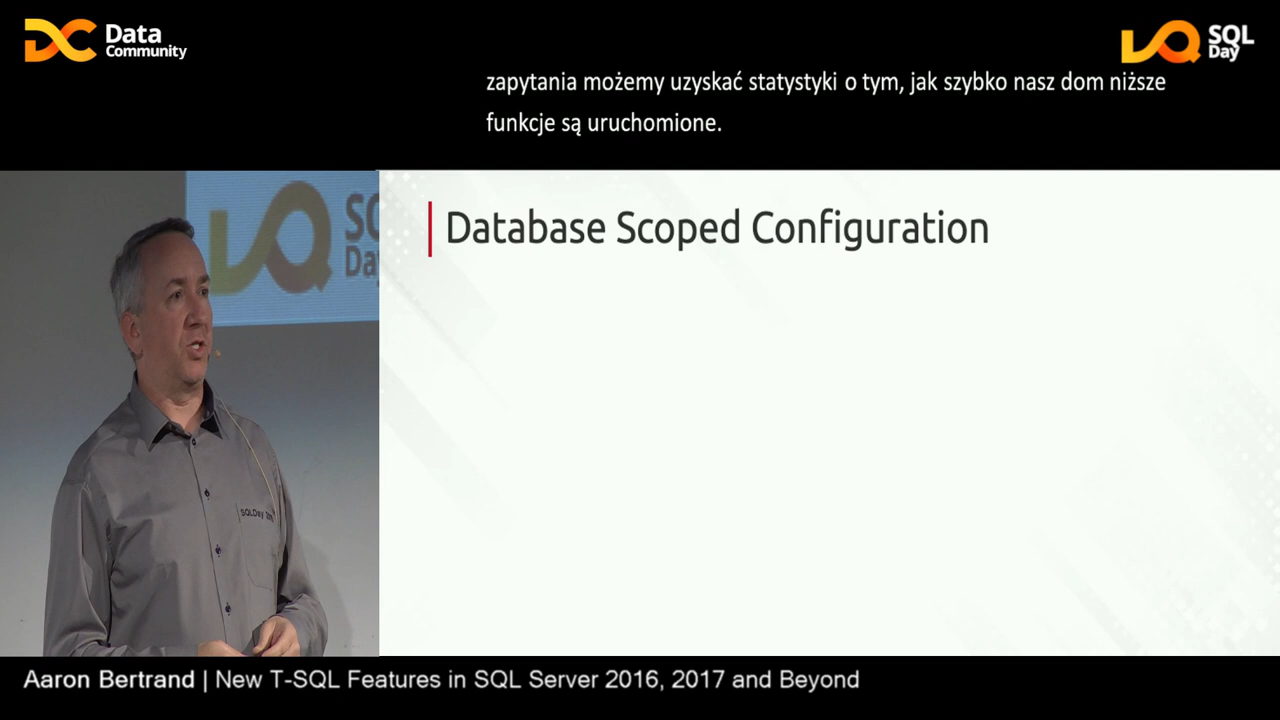 Data
Community
SQL
Day
zapytania możemy uzyskać statystyki o tym, jak szybko nasz dom niższe
funkcje są uruchomione.
Database Scoped Configuration
SQLDay
Aaron Bertrand | New T-SQL Features in SQL Server 2016, 2017 and Beyond